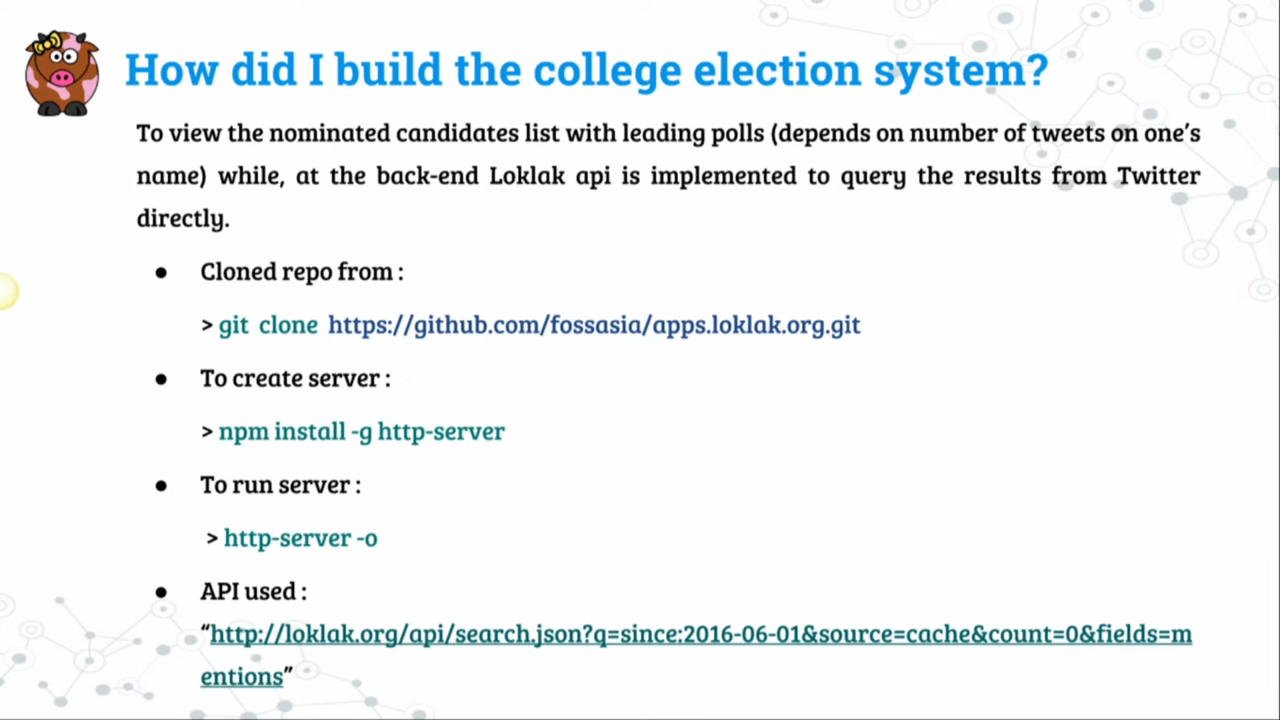 How did I build the college election system?
To view the nominated candidates list with leading polls (depends on number of tweets on one's
name) while, at the back-end Loklak api is implemented to query the results from Twitter
directly.
● Cloned repo from :
> git clone https://github.com/fossasia/apps.loklak.org.git
● To create server :
> npm install -g http-server
● To run server :
> http-server -o
● API used :
“http://loklak.org/api/search.json?q=since:2016-06-01&source=cache&count=0&fields=m
entions”